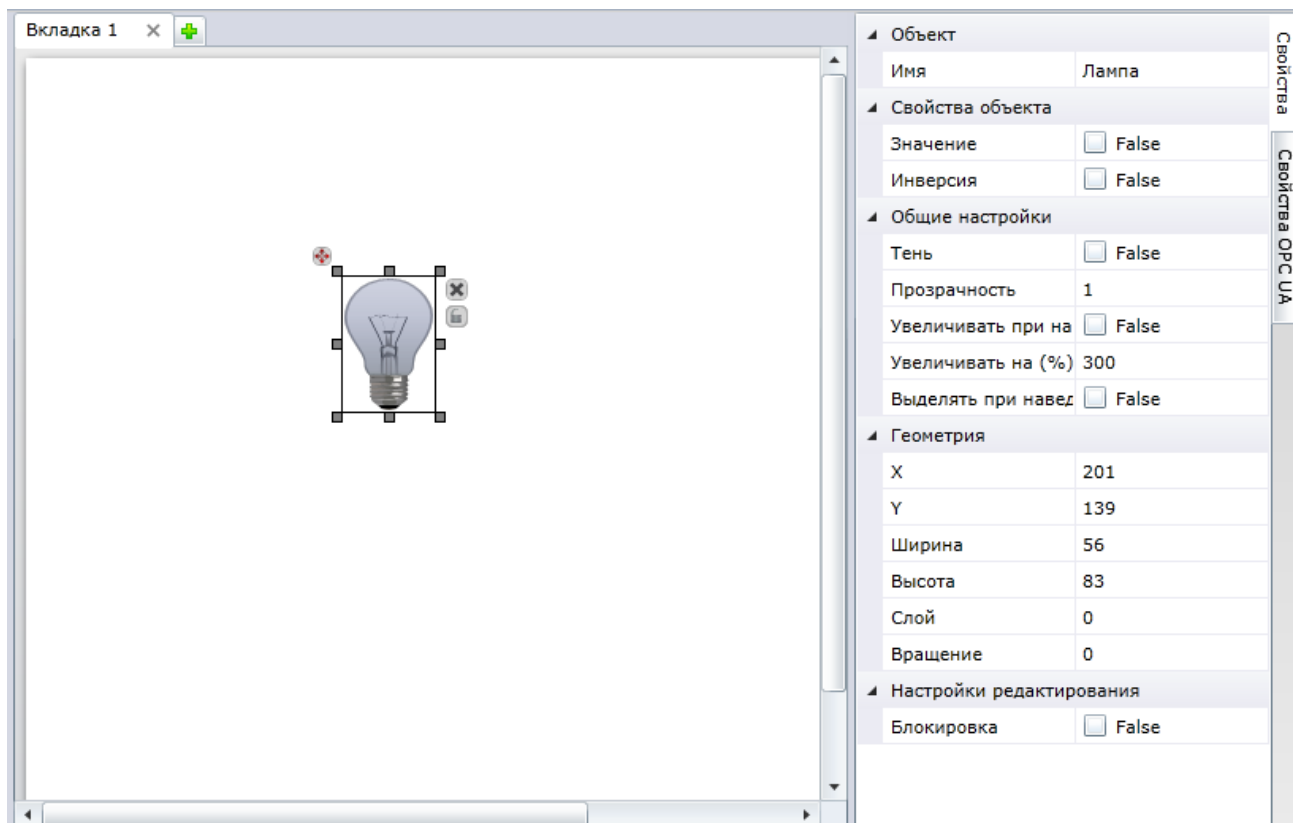 Вкладка 1
Объект
Имя Лампа
Свойства объекта
Значение False
Инверсия False
Общие настройки
Тень False
Прозрачность 1
Увеличивать при на False
Увеличивать на (%) 300
Выделять при навед False
Геометрия
X 201
Y 139
Ширина 56
Высота 83
Слой 0
Вращение 0
Настройки редактирования
Блокировка False
Свойства
Свойства OPC UA